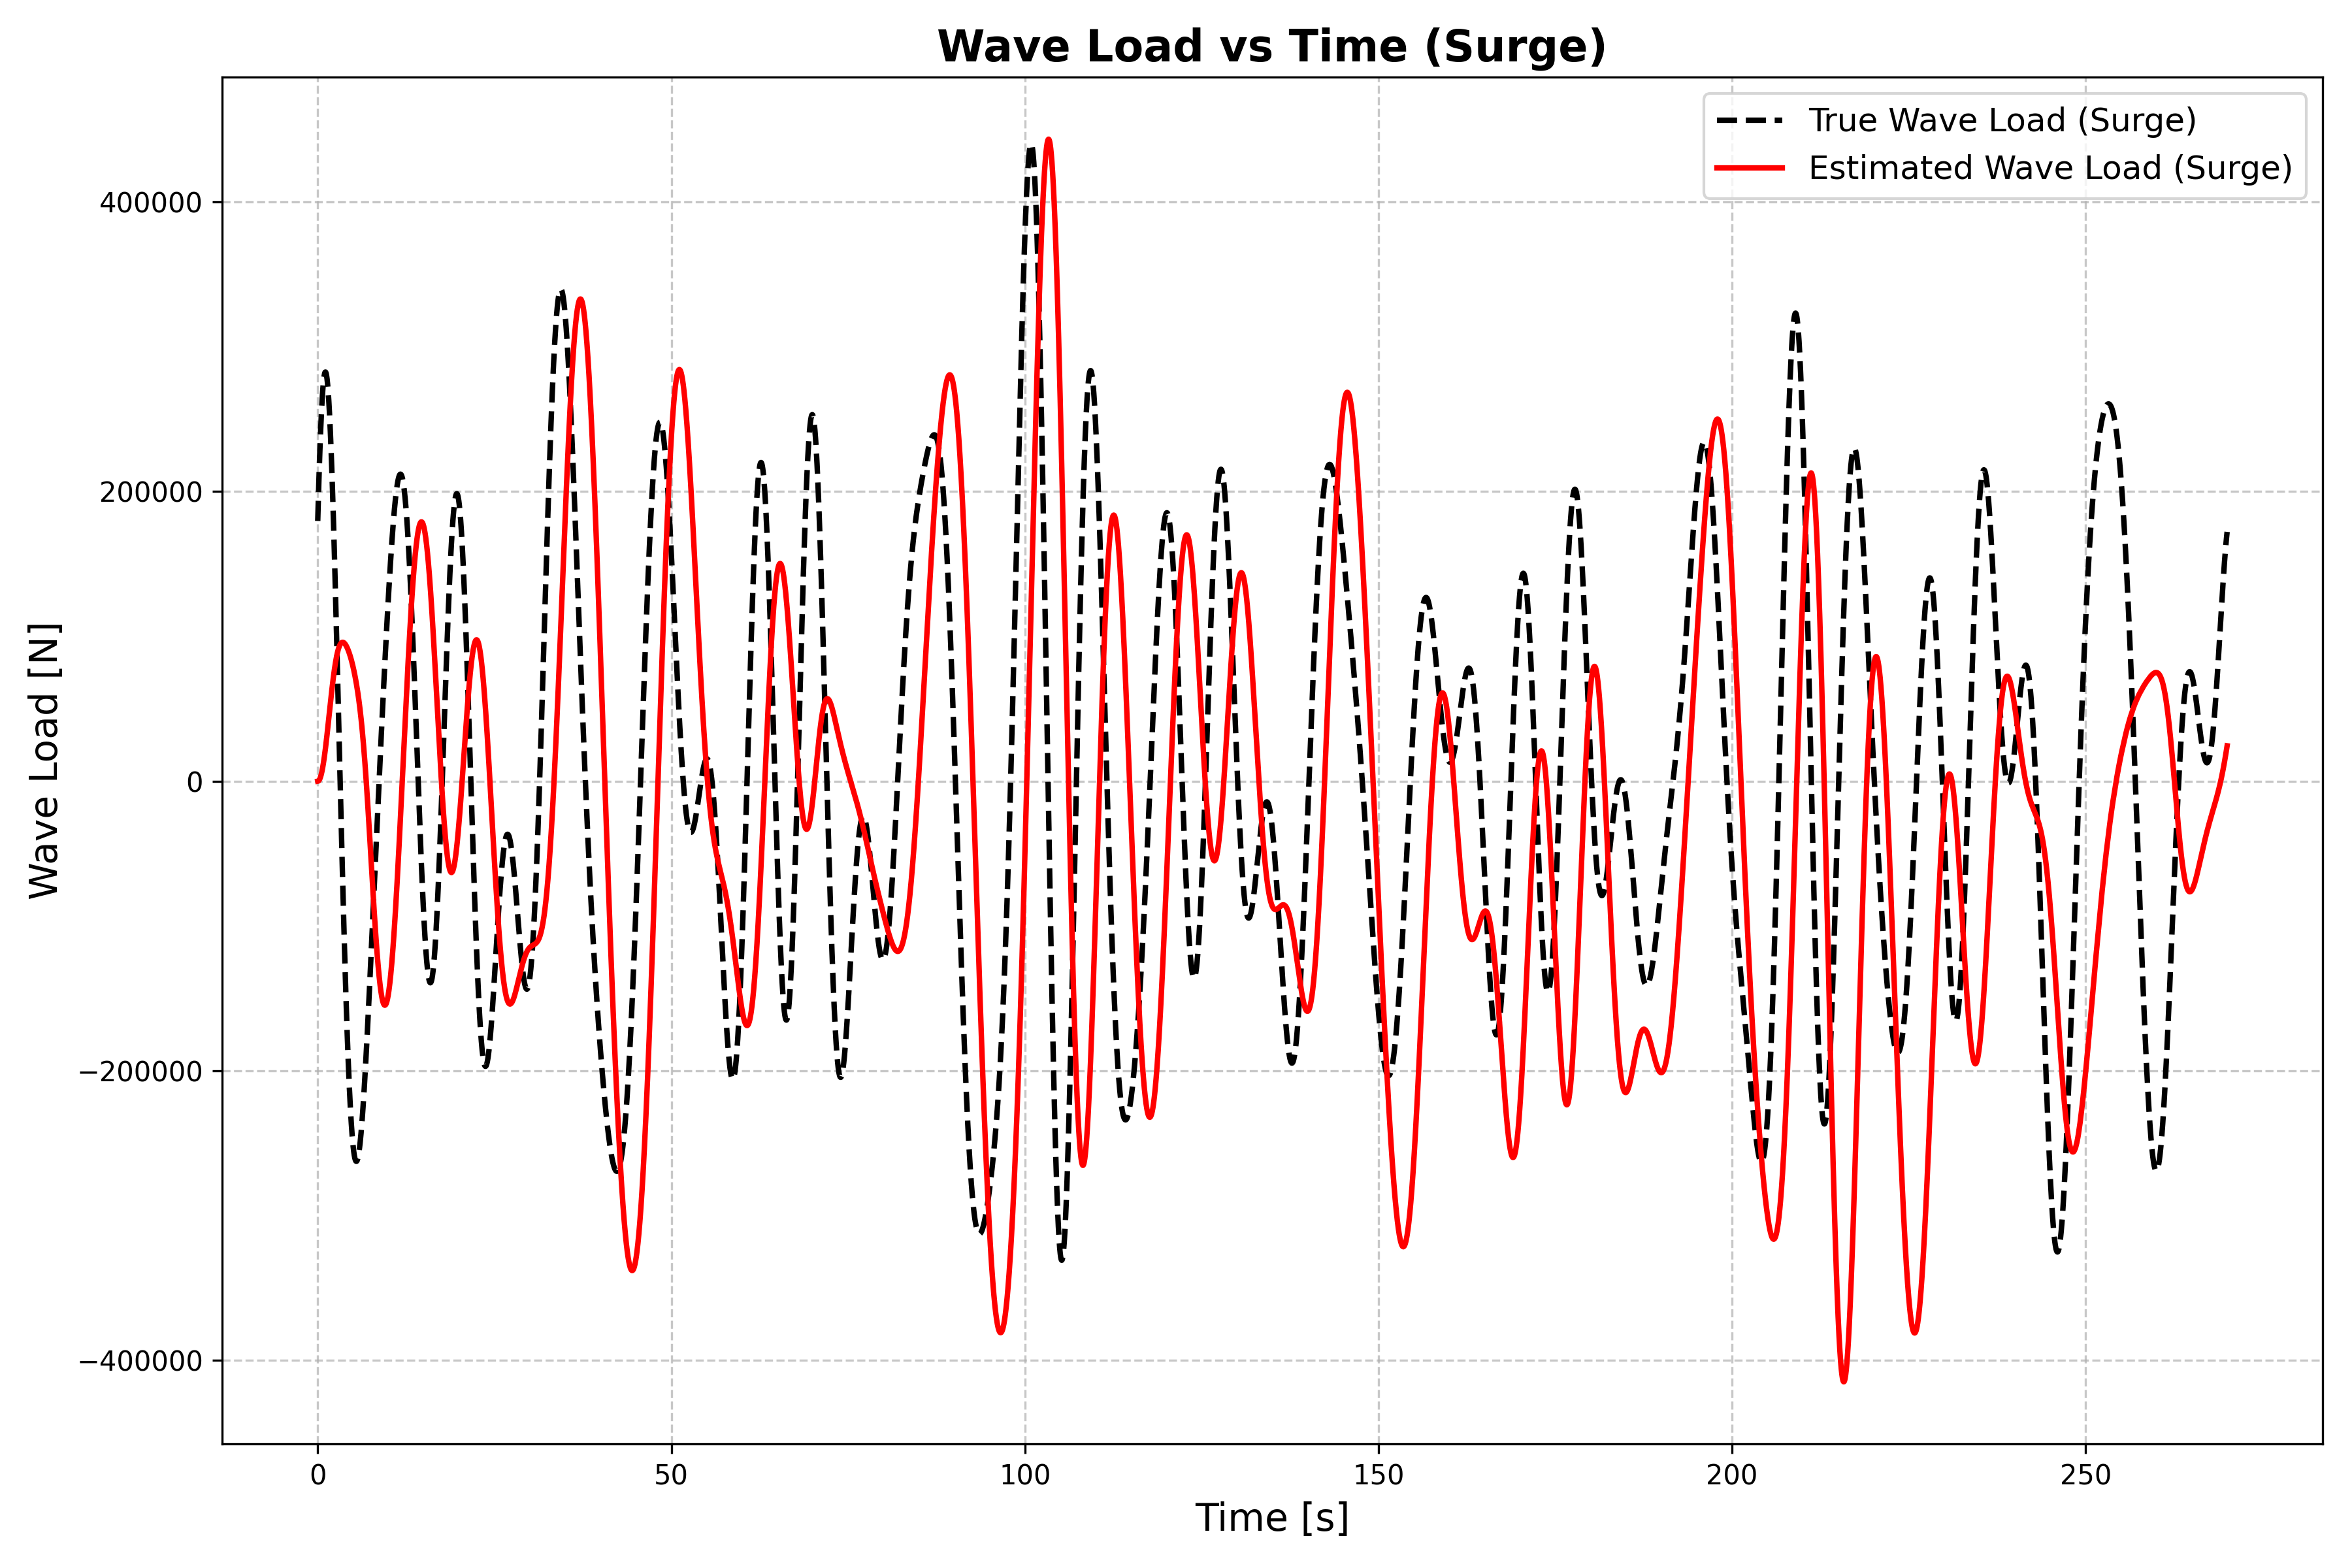 Wave Load vs Time (Surge)
True Wave Load (Surge)
Estimated Wave Load (Surge)
Wave Load [N]
400000
200000
0
−200000
−400000
0 50 100 150 200 250
Time [s]